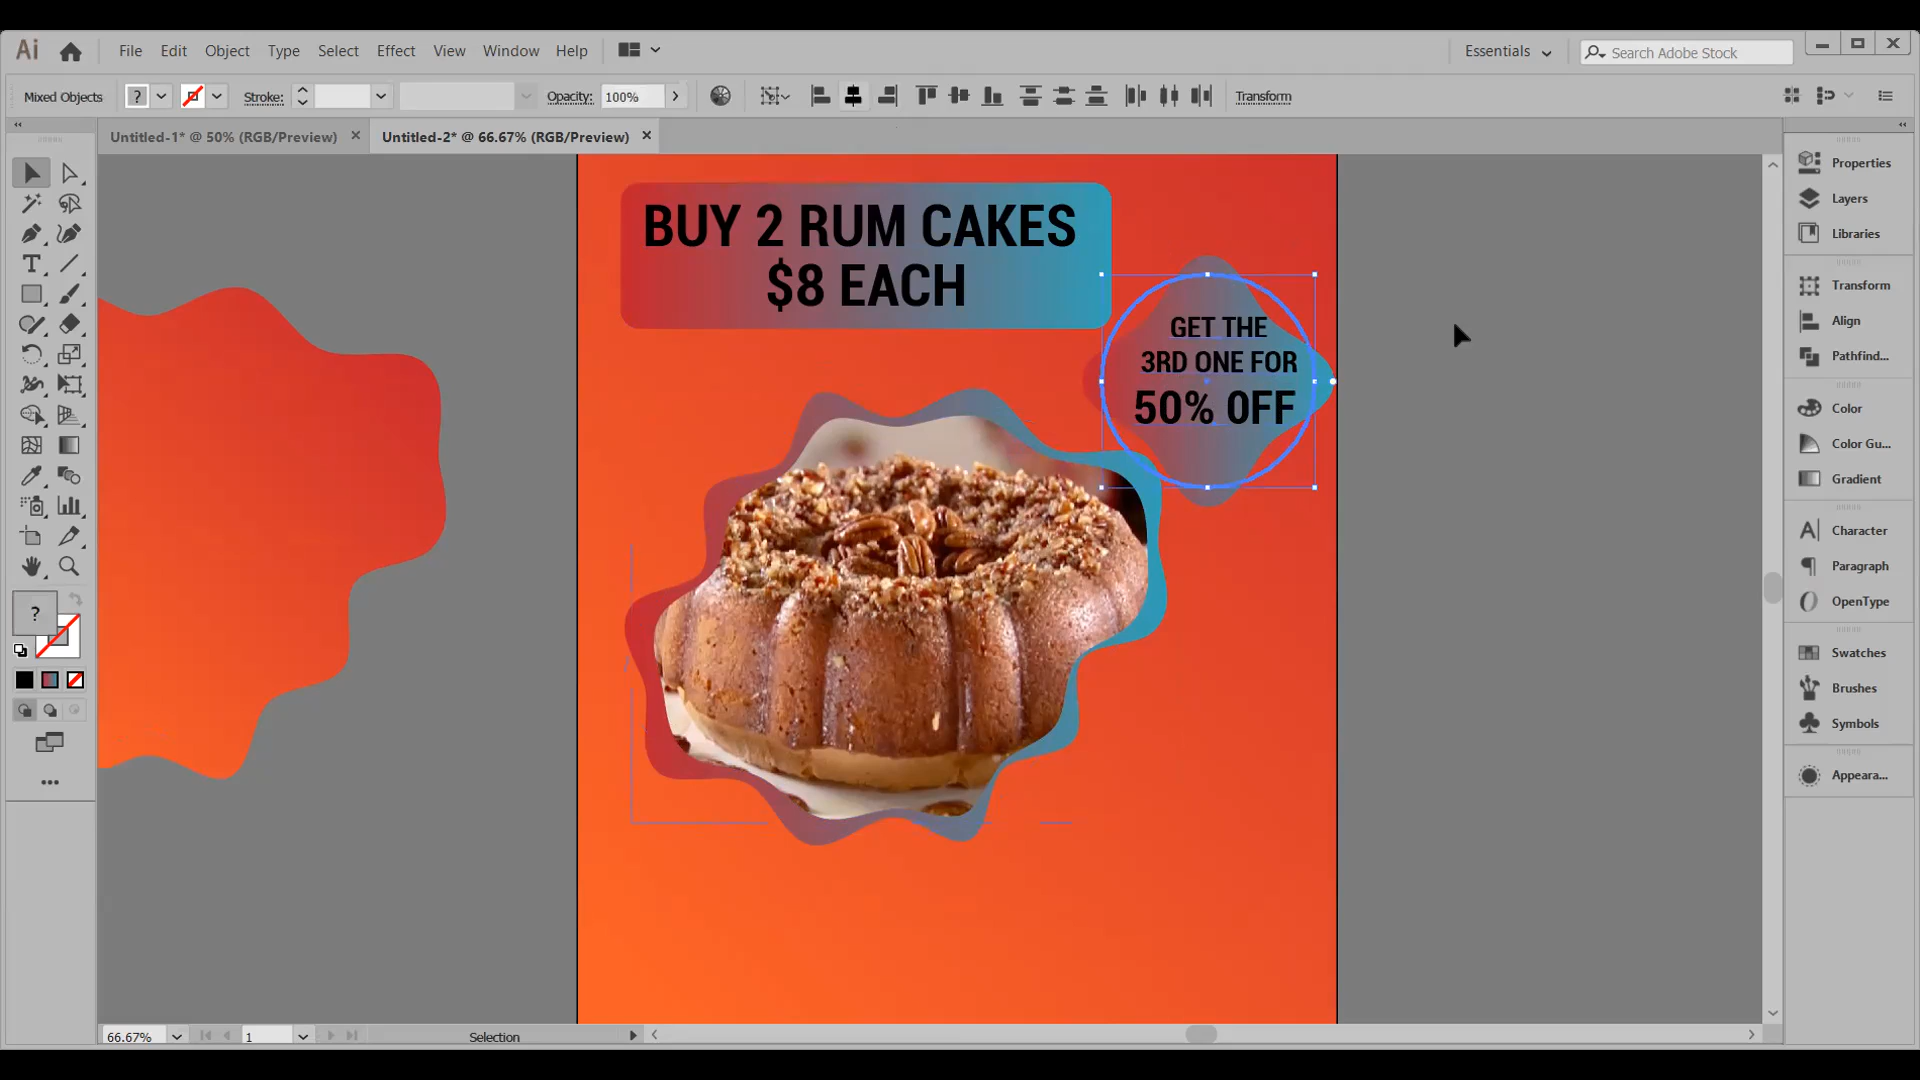 Ai File Edit Object Type Select Effect View Window Help Essentials Search Adobe Stock
Mixed Objects ? Stroke: Opacity: 100% Transform
Untitled-1* @ 50% (RGB/Preview) Untitled-2* @ 66.67% (RGB/Preview)
Properties
Layers
Libraries
Transform
Align
Pathfind...
Color
Color Gu...
Gradient
Character
Paragraph
OpenType
Swatches
Brushes
Symbols
Appeara...
BUY 2 RUM CAKES
$8 EACH
GET THE
3RD ONE FOR
50% OFF
?
66.67% 1 Selection